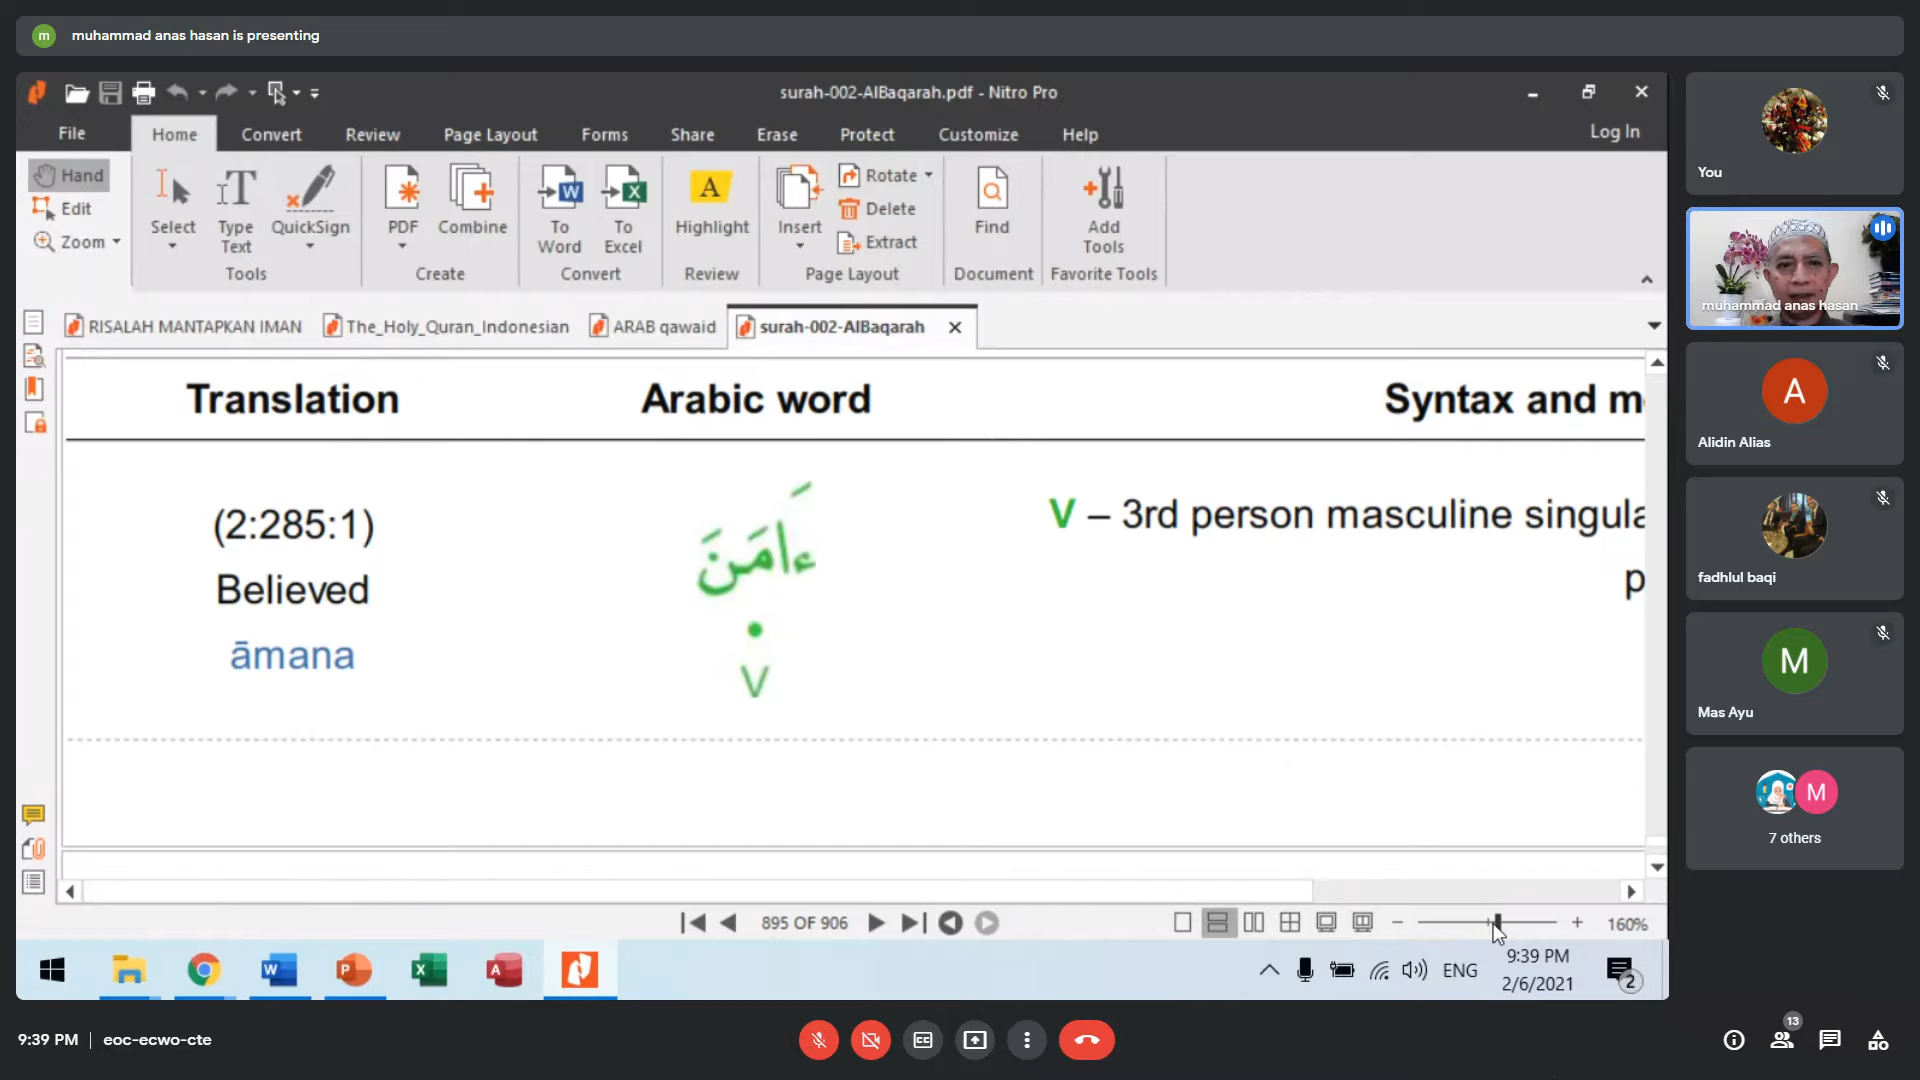 m muhammad anas hasan is presenting
surah-002-AlBaqarah.pdf - Nitro Pro
File Home Convert Review Page Layout Forms Share Erase Protect Customize Help Log In
Hand
Edit
Zoom
Select
Type Text
QuickSign
Tools
PDF
Combine
Create
To Word
To Excel
Convert
A
Highlight
Review
Insert
Rotate
Delete
Extract
Page Layout
Find
Document
Add Tools
Favorite Tools
RISALAH MANTAPKAN IMAN The_Holy_Quran_Indonesian ARAB qawaid surah-002-AlBaqarah
Translation Arabic word Syntax and m
(2:285:1)
Believed
āmana
ءَامَنَ
V
V – 3rd person masculine singula
p
895 OF 906
160%
ENG
9:39 PM
2/6/2021
2
You
muhammad anas hasan
A
Alidin Alias
fadhlul baqi
M
Mas Ayu
M
7 others
9:39 PM eoc-ecwo-cte
13